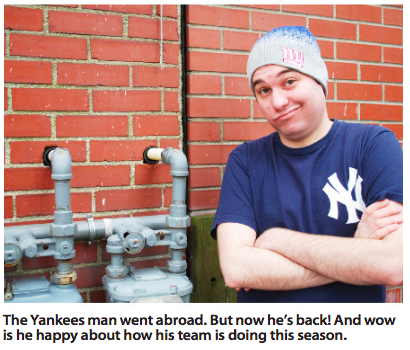 ny
NY
The Yankees man went abroad. But now he's back! And wow
is he happy about how his team is doing this season.